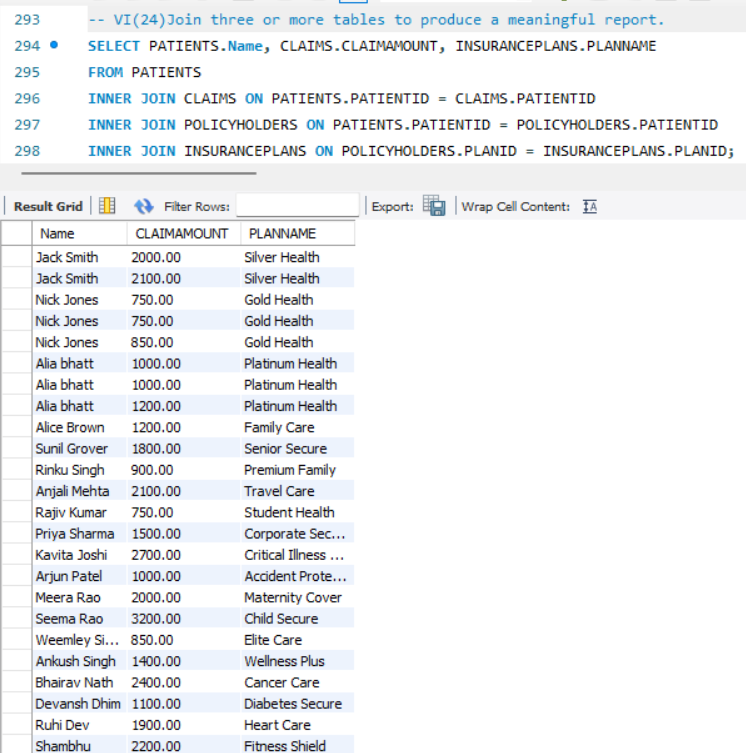 293 -- VI(24)Join three or more tables to produce a meaningful report.
294 SELECT PATIENTS.Name, CLAIMS.CLAIMAMOUNT, INSURANCEPLANS.PLANNAME
295 FROM PATIENTS
296 INNER JOIN CLAIMS ON PATIENTS.PATIENTID = CLAIMS.PATIENTID
297 INNER JOIN POLICYHOLDERS ON PATIENTS.PATIENTID = POLICYHOLDERS.PATIENTID
298 INNER JOIN INSURANCEPLANS ON POLICYHOLDERS.PLANID = INSURANCEPLANS.PLANID;
Result Grid Filter Rows: Export: Wrap Cell Content: IA
Name CLAIMAMOUNT PLANNAME
Jack Smith 2000.00 Silver Health
Jack Smith 2100.00 Silver Health
Nick Jones 750.00 Gold Health
Nick Jones 750.00 Gold Health
Nick Jones 850.00 Gold Health
Alia bhatt 1000.00 Platinum Health
Alia bhatt 1000.00 Platinum Health
Alia bhatt 1200.00 Platinum Health
Alice Brown 1200.00 Family Care
Sunil Grover 1800.00 Senior Secure
Rinku Singh 900.00 Premium Family
Anjali Mehta 2100.00 Travel Care
Rajiv Kumar 750.00 Student Health
Priya Sharma 1500.00 Corporate Sec...
Kavita Joshi 2700.00 Critical Illness ...
Arjun Patel 1000.00 Accident Prote...
Meera Rao 2000.00 Maternity Cover
Seema Rao 3200.00 Child Secure
Weemley Si... 850.00 Elite Care
Ankush Singh 1400.00 Wellness Plus
Bhairav Nath 2400.00 Cancer Care
Devansh Dhim 1100.00 Diabetes Secure
Ruhi Dev 1900.00 Heart Care
Shambhu 2200.00 Fitness Shield